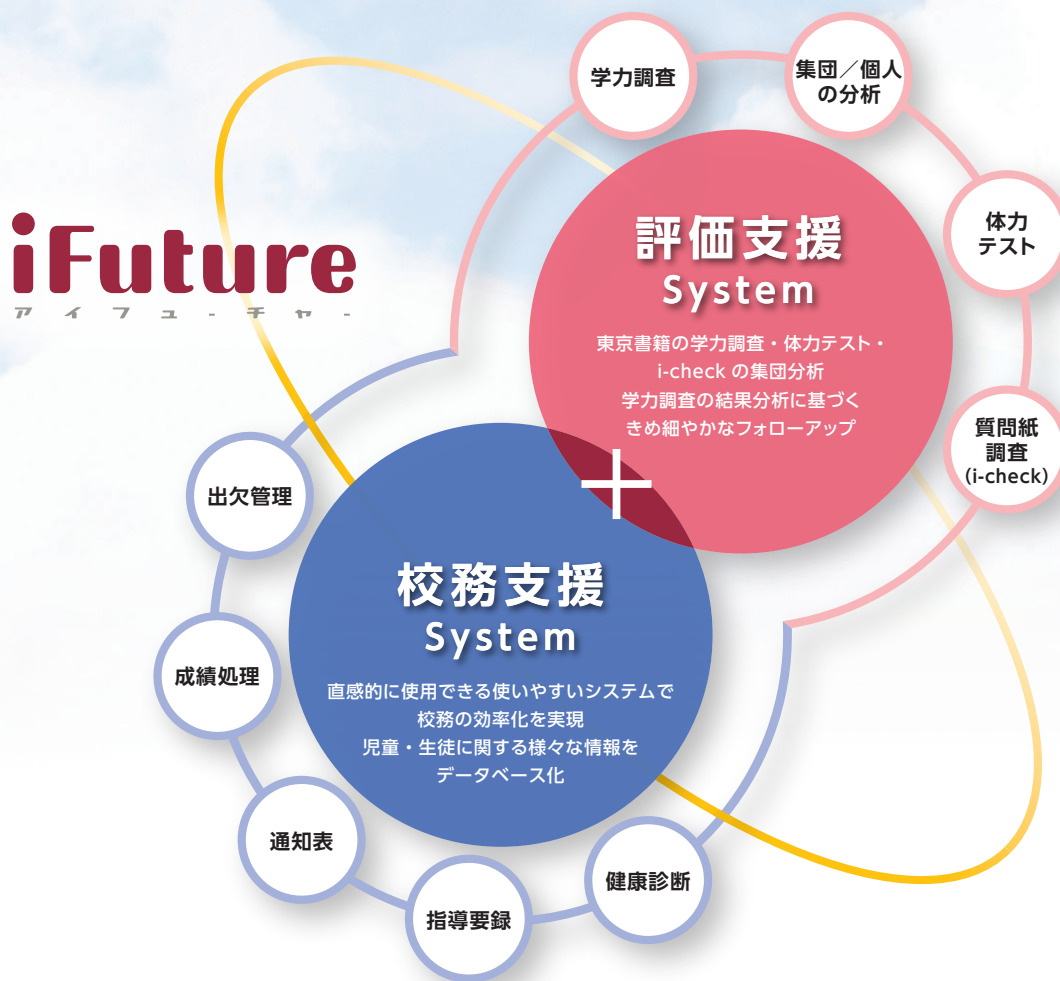 iFuture
アイフューチャー
学力調査
集団／個人
の分析
体力
テスト
質問紙
調査
(i-check)
評価支援
System
東京書籍の学力調査・体力テスト・
i-check の集団分析
学力調査の結果分析に基づく
きめ細やかなフォローアップ
＋
校務支援
System
直感的に使用できる使いやすいシステムで
校務の効率化を実現
児童・生徒に関する様々な情報を
データベース化
出欠管理
成績処理
通知表
指導要録
健康診断